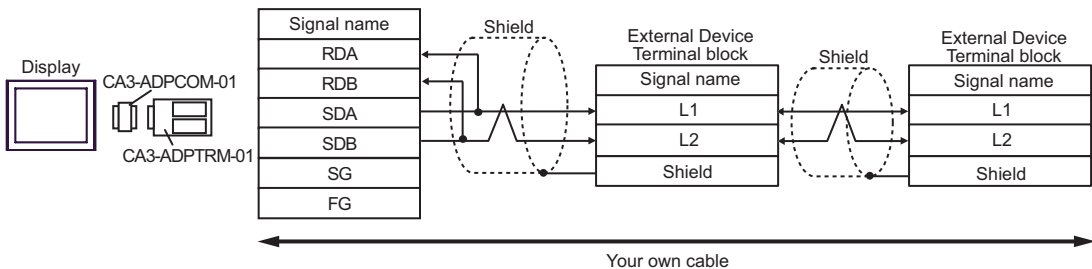 Display
CA3-ADPCOM-01
CA3-ADPTRM-01
Signal name
RDA
RDB
SDA
SDB
SG
FG
Shield
External Device
Terminal block
Signal name
L1
L2
Shield
Shield
External Device
Terminal block
Signal name
L1
L2
Shield
Your own cable